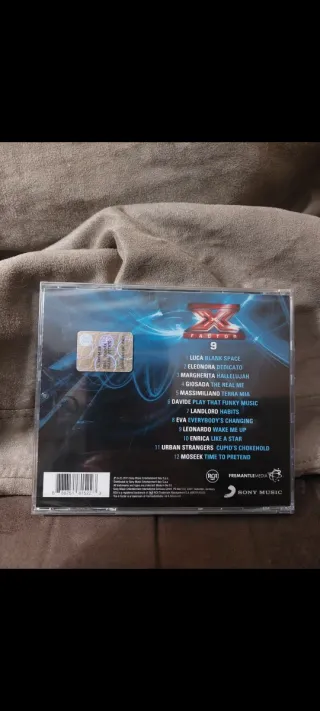 X
FACTOR
9
1 LUCA BLANK SPACE
2 ELEONORA DEDICATO
3 MARGHERITA HALLELUJAH
4 GIOSADA THE REAL ME
5 MASSIMILIANO TERRA MIA
6 DAVIDE PLAY THAT FUNKY MUSIC
7 LANDLORD HABITS
8 EVA EVERYBODY'S CHANGING
9 LEONARDO WAKE ME UP
10 ENRICA LIKE A STAR
11 URBAN STRANGERS CUPID'S CHOKEHOLD
12 MOSEEK TIME TO PRETEND
RCA
FREMANTLEMEDIA
SONY MUSIC